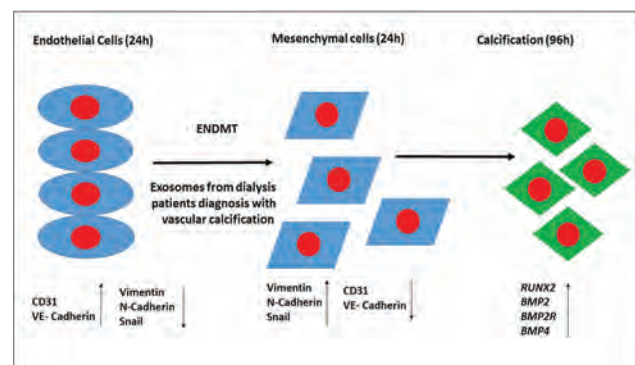 Endothelial Cells (24h)
Mesenchymal cells (24h)
Calcification (96h)
ENDMT
Exosomes from dialysis
patients diagnosis with
vascular calcification
CD31
VE- Cadherin
Vimentin
N-Cadherin
Snail
Vimentin
N-Cadherin
Snail
CD31
VE- Cadherin
RUNX2
BMP2
BMP2R
BMP4